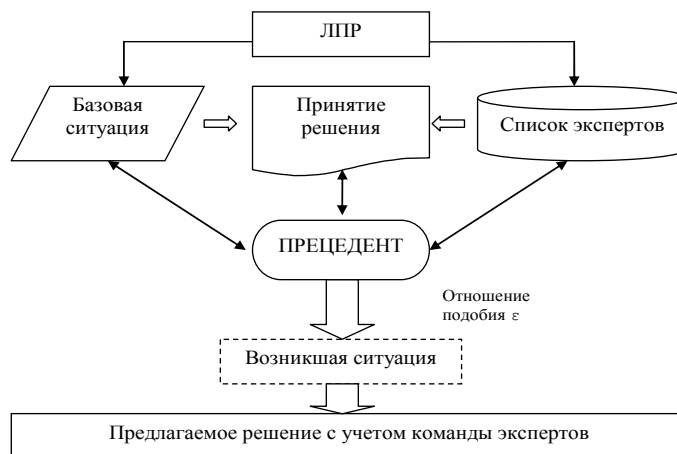 ЛПР
Базовая
ситуация
Принятие
решения
Список экспертов
ПРЕЦЕДЕНТ
Отношение
подобия ε
Возникшая ситуация
Предлагаемое решение с учетом команды экспертов